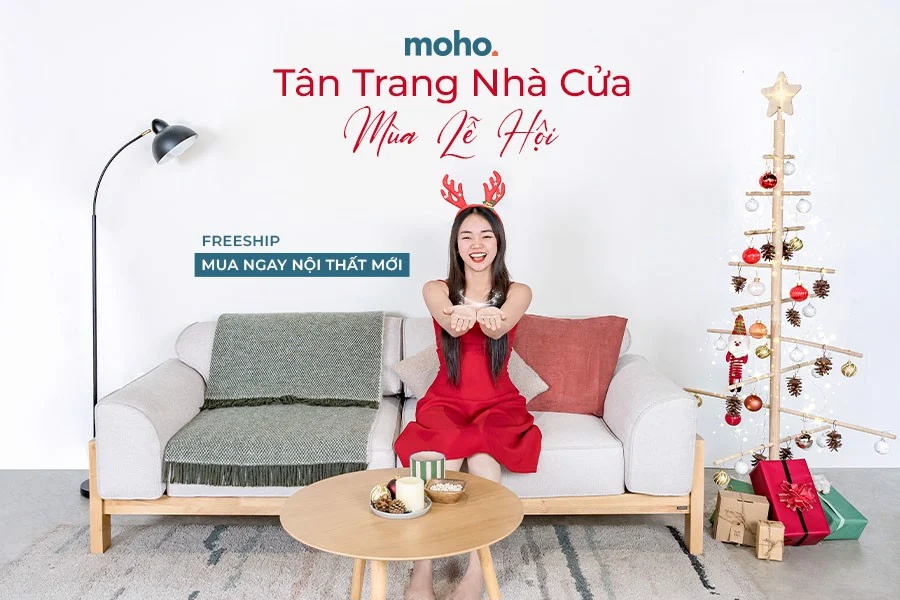 moho.
Tân Trang Nhà Cửa
Mùa Lễ Hội
FREESHIP
MUA NGAY NỘI THẤT MỚI